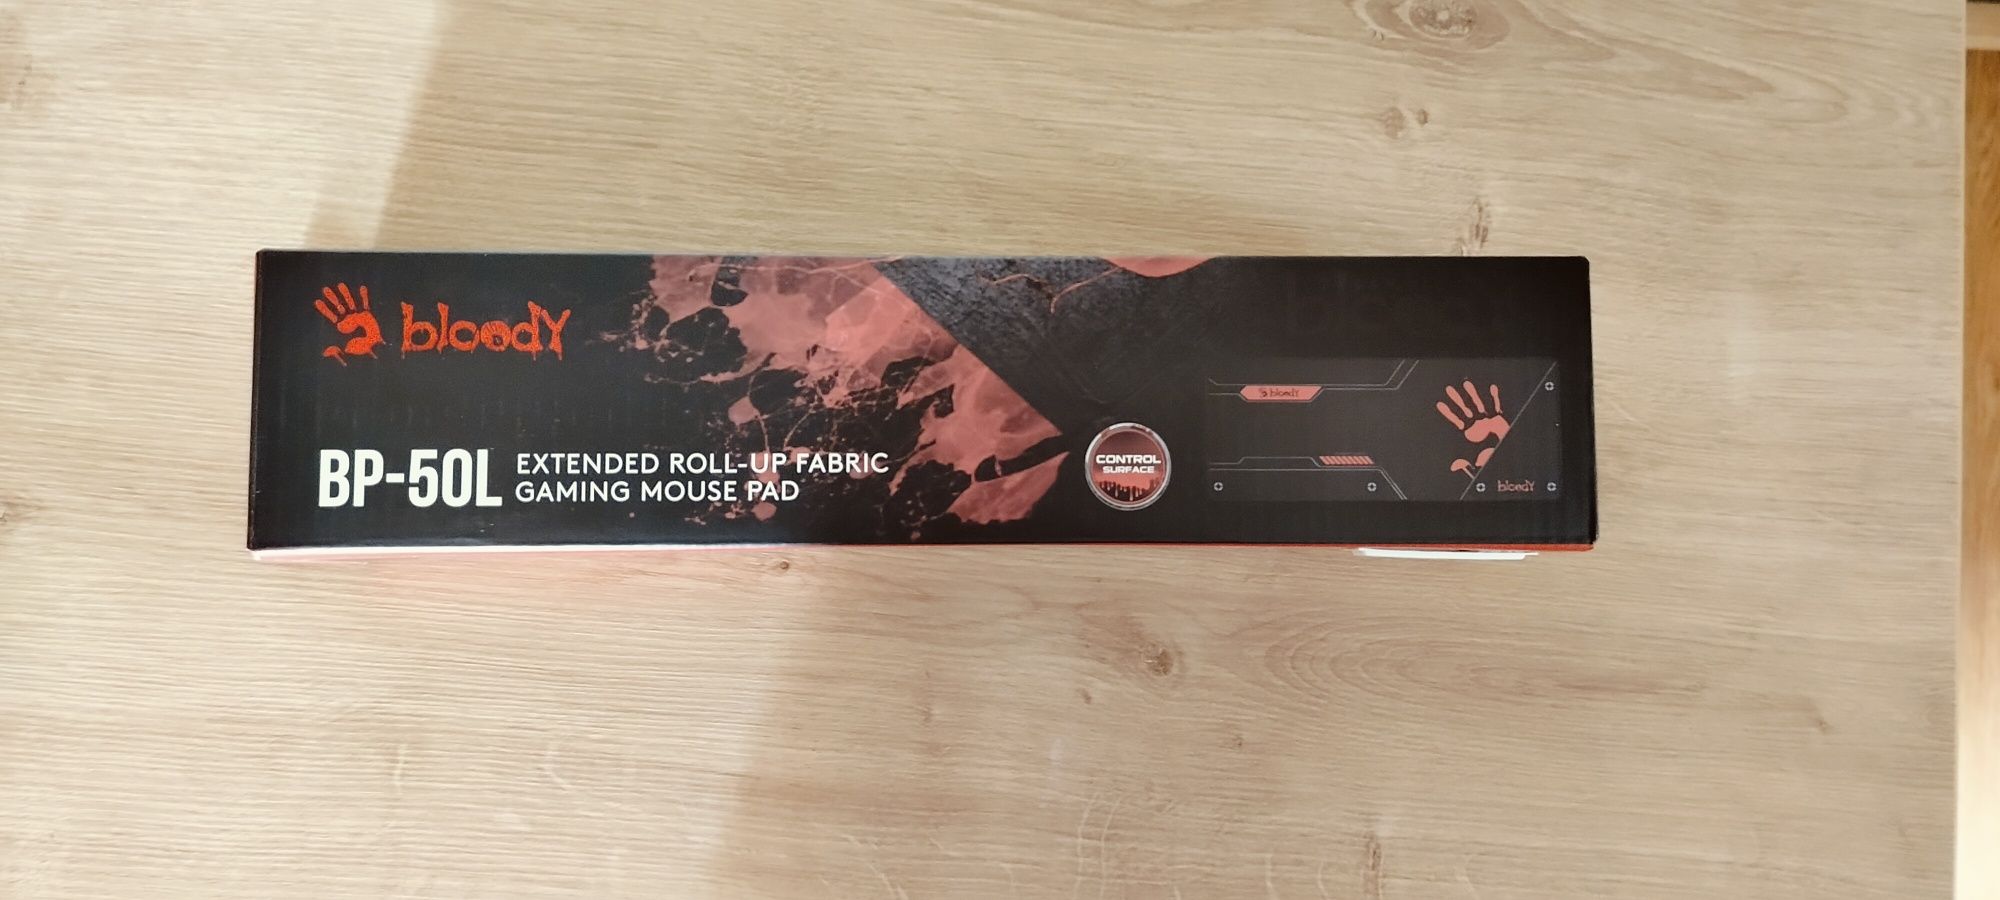 bloody
BP-50L
EXTENDED ROLL-UP FABRIC
GAMING MOUSE PAD
CONTROL
SURFACE
bloody
bloody